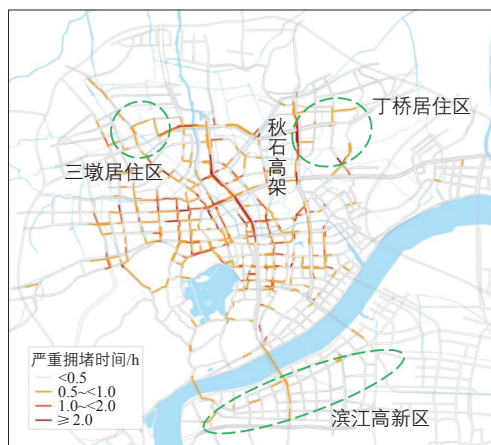 丁桥居住区
秋石高架
三墩居住区
严重拥堵时间/h
<0.5
0.5~<1.0
1.0~<2.0
≥2.0
滨江高新区